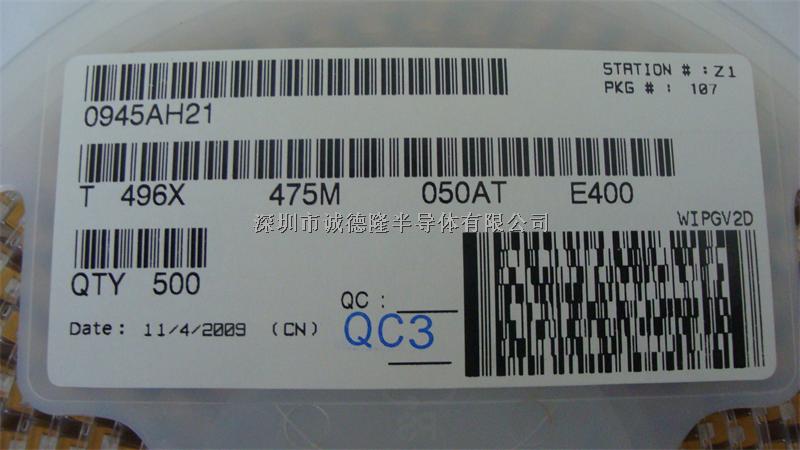 STATION # : Z1
PKG # : 107
0945AH21
T 496X 475M 050AT E400
深圳市诚德隆半导体有限公司
WIPGV2D
QTY 500
QC :
Date: 11/4/2009 (CN) QC3